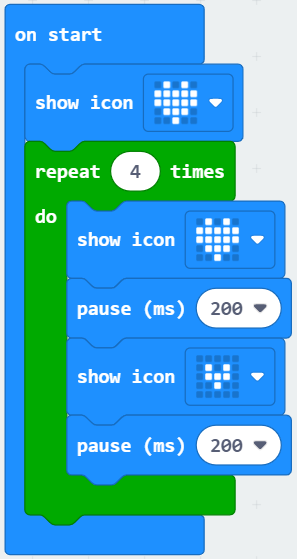 on start
show icon
repeat 4 times
do
show icon
pause (ms) 200
show icon
pause (ms) 200